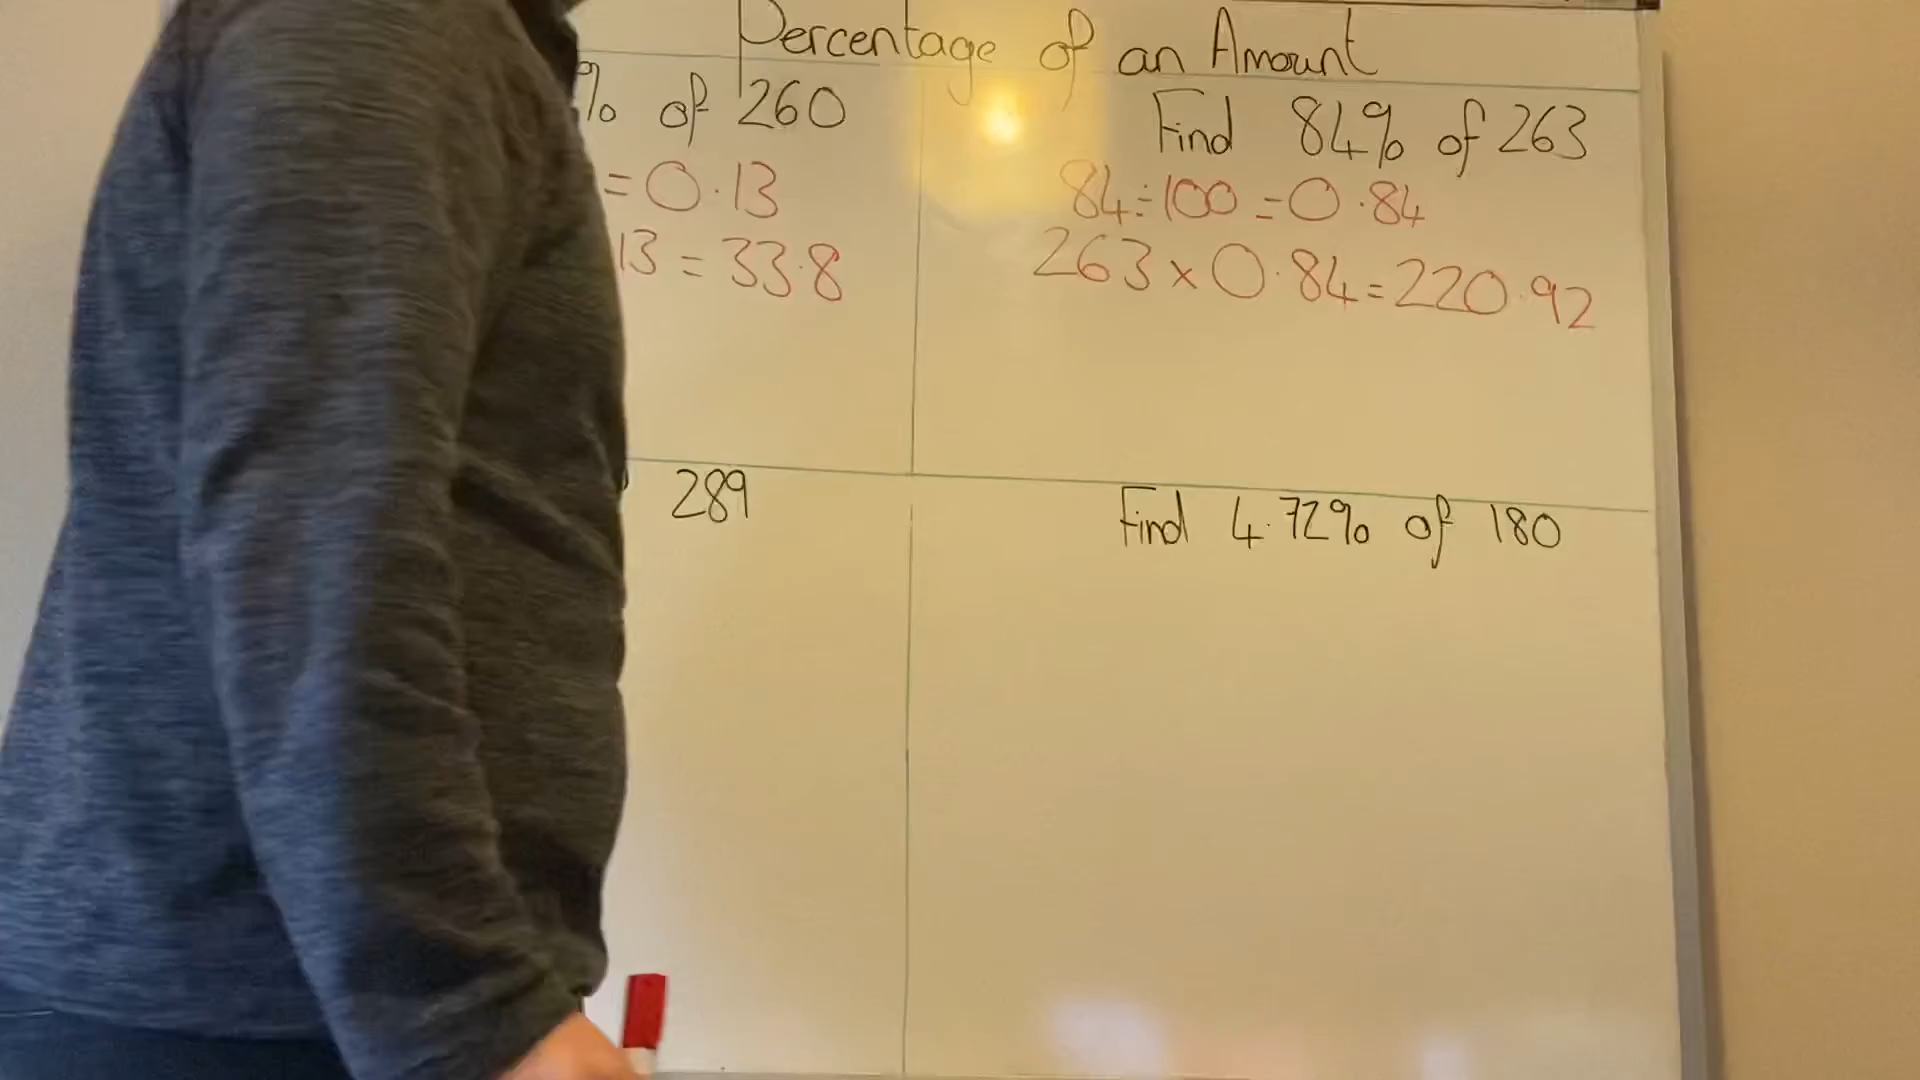 Percentage of an Amount
% of 260
= 0.13
13 = 33.8
Find 84% of 263
84÷100 = 0.84
263 x 0.84 = 220.92
289
Find 4.72% of 180